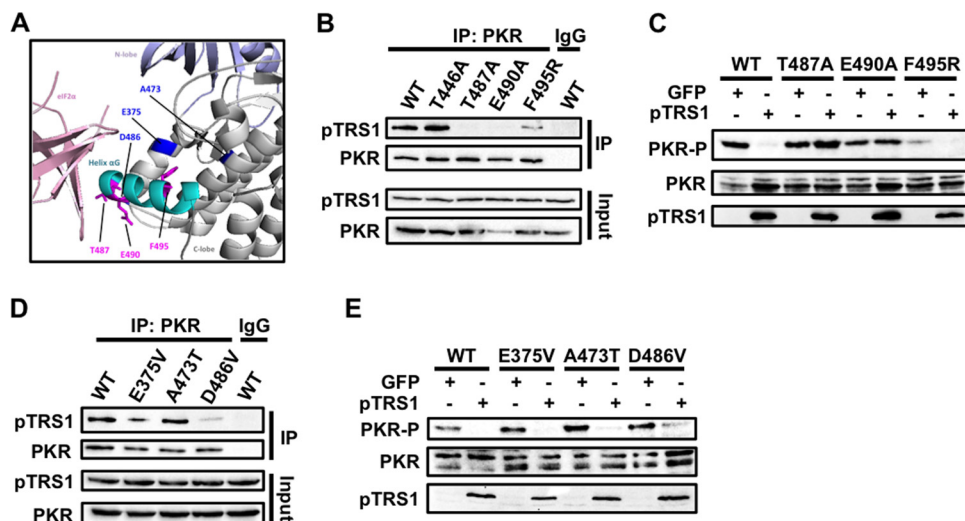 A
N-lobe
A473
eIF2α
E375
D486
Helix αG
T487
E490
F495
C-lobe
B
IP: PKR IgG
WT T446A T487A E490A F495R WT
pTRS1
PKR
IP
pTRS1
PKR
Input
C
WT T487A E490A F495R
GFP + - + - + - + -
pTRS1 - + - + - + - +
PKR-P
PKR
pTRS1
D
IP: PKR IgG
WT E375V A473T D486V WT
pTRS1
PKR
IP
pTRS1
PKR
Input
E
WT E375V A473T D486V
GFP + - + - + - + -
pTRS1 - + - + - + - +
PKR-P
PKR
pTRS1